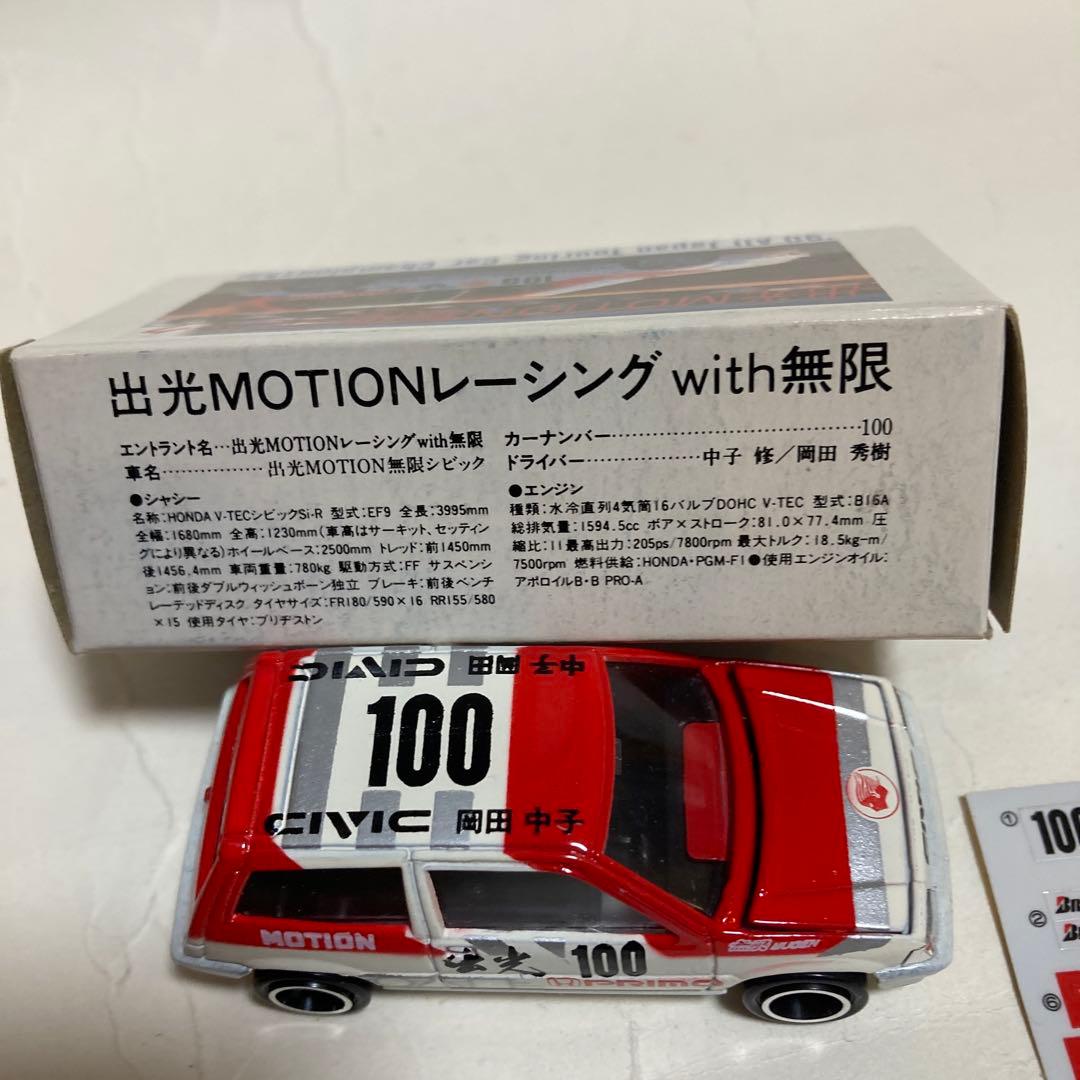 '90 All Japan Touring Car Championship
100
出光MOTIONレーシング with無限
エントラント名…出光MOTIONレーシングwith無限
車名……………出光MOTION無限シビック
●シャシー
名称:HONDA V-TECシビックSi-R 型式:EF9 全長:3995mm
全幅:1680mm 全高:1230mm(車高はサーキット、セッティン
グにより異なる)ホイールベース:2500mm トレッド:前1450mm
後1456.4mm 車両重量:780kg 駆動方式:FF サスペンシ
ョン:前後ダブルウィッシュボーン独立 ブレーキ:前後ベンチ
レーテッドディスク タイヤサイズ:FR180/590×16 RR155/580
×15 使用タイヤ:ブリヂストン
カーナンバー………………………………100
ドライバー………………中子 修/岡田 秀樹
●エンジン
種類:水冷直列4気筒16バルブDOHC V-TEC 型式:B16A
総排気量:1594.5cc ボア×ストローク:81.0×77.4mm 圧
縮比:11 最高出力:205ps/7800rpm 最大トルク:18.5kg-m/
7500rpm 燃料供給:HONDA・PGM-F1●使用エンジンオイル:
アポロイルB・B PRO-A
中子 岡田 CIVIC
100
CIVIC 岡田 中子
MOTION
出光 100
PRIMO
MUGEN
① 100
②
⑥